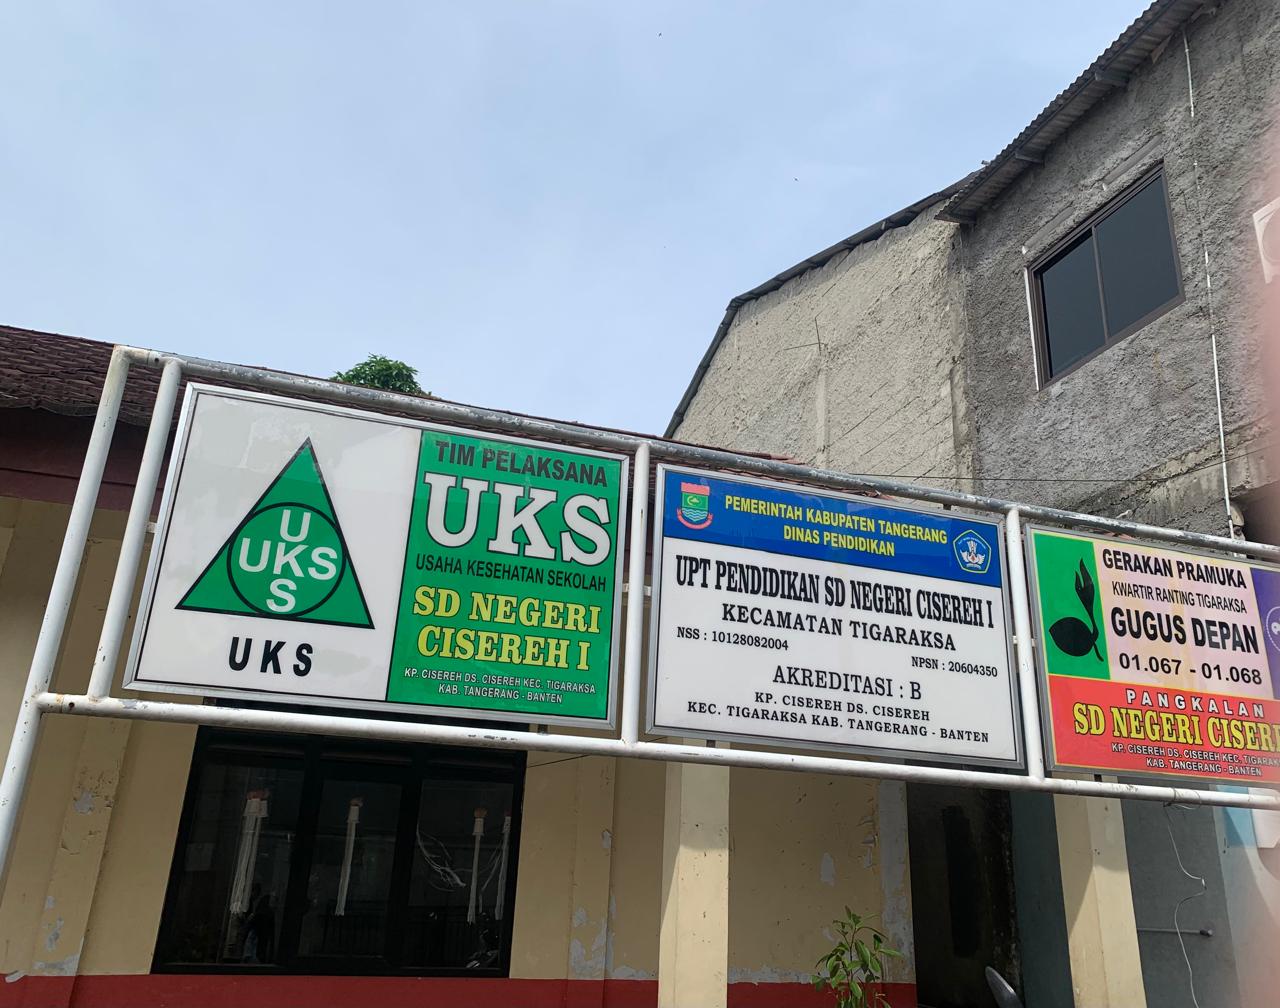 U
UKS
S
UKS
TIM PELAKSANA
UKS
USAHA KESEHATAN SEKOLAH
SD NEGERI
CISEREH I
KP. CISEREH DS. CISEREH KEC. TIGARAKSA
KAB. TANGERANG - BANTEN
PEMERINTAH KABUPATEN TANGERANG
DINAS PENDIDIKAN
UPT PENDIDIKAN SD NEGERI CISEREH I
KECAMATAN TIGARAKSA
NSS : 10128082004
NPSN : 20604350
AKREDITASI : B
KP. CISEREH DS. CISEREH
KEC. TIGARAKSA KAB. TANGERANG - BANTEN
GERAKAN PRAMUKA
KWARTIR RANTING TIGARAKSA
GUGUS DEPAN
01.067 - 01.068
PANGKALAN
SD NEGERI CISERE
KP. CISEREH DS. CISEREH KEC. TIGARAKSA
KAB. TANGERANG - BANTEN